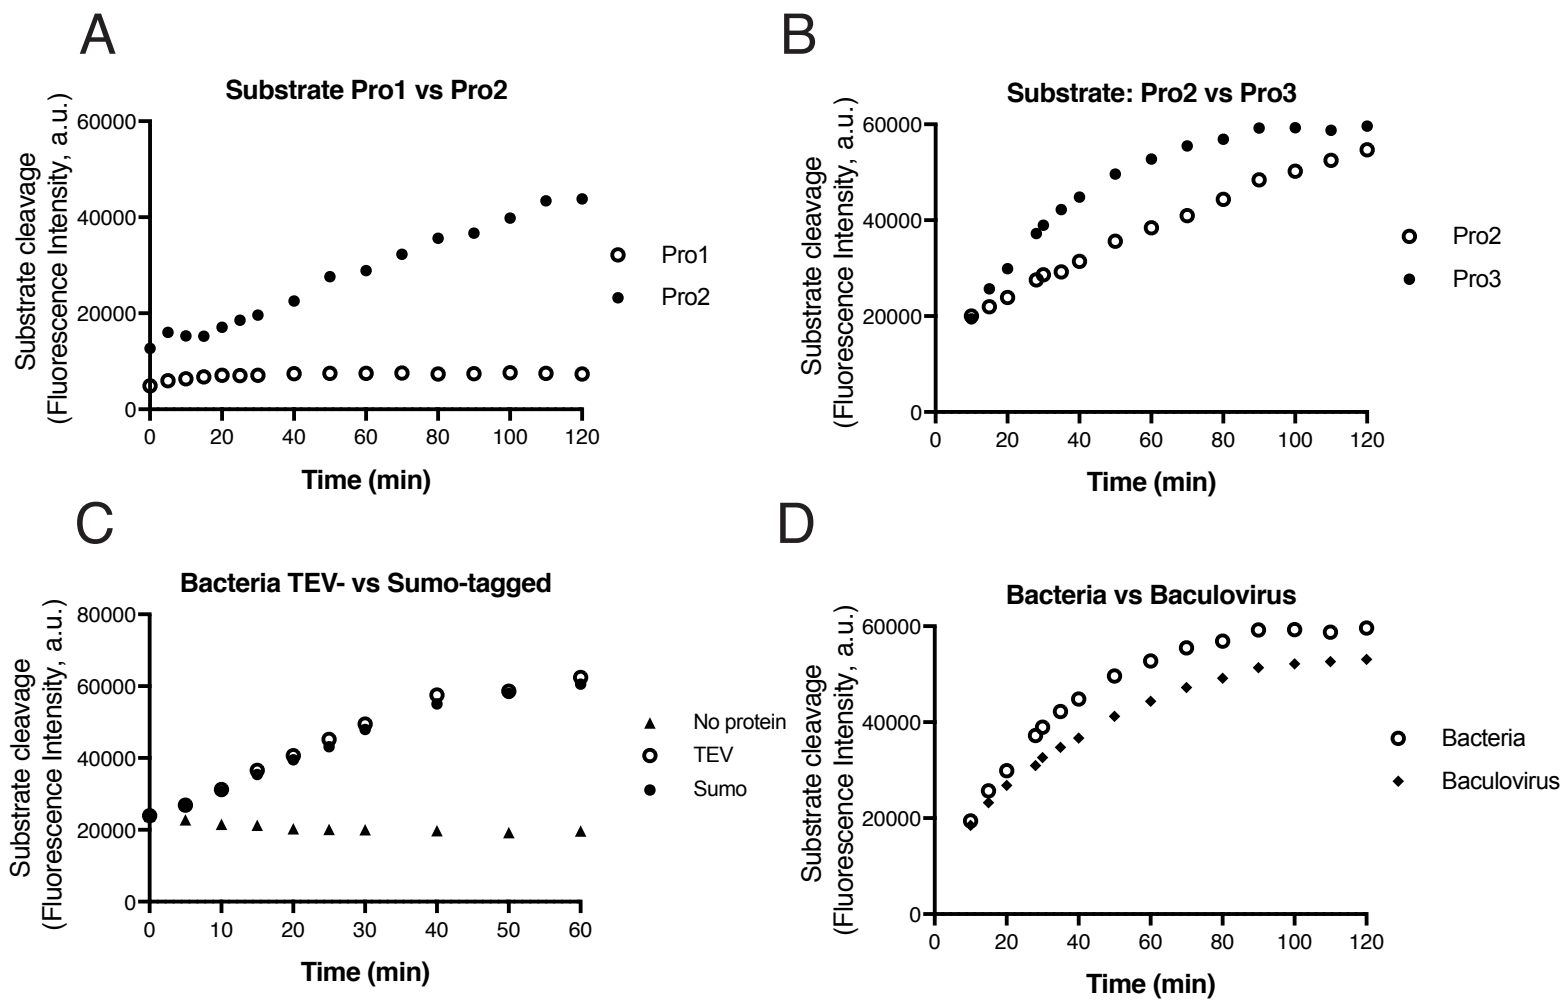 A
Substrate Pro1 vs Pro2
Substrate cleavage
(Fluorescence Intensity, a.u.)
60000
40000
20000
0
0 20 40 60 80 100 120
Time (min)
Pro1
Pro2
B
Substrate: Pro2 vs Pro3
Substrate cleavage
(Fluorescence Intensity, a.u.)
60000
40000
20000
0
0 20 40 60 80 100 120
Time (min)
Pro2
Pro3
C
Bacteria TEV- vs Sumo-tagged
Substrate cleavage
(Fluorescence Intensity, a.u.)
80000
60000
40000
20000
0
0 10 20 30 40 50 60
Time (min)
No protein
TEV
Sumo
D
Bacteria vs Baculovirus
Substrate cleavage
(Fluorescence Intensity, a.u.)
60000
40000
20000
0
0 20 40 60 80 100 120
Time (min)
Bacteria
Baculovirus